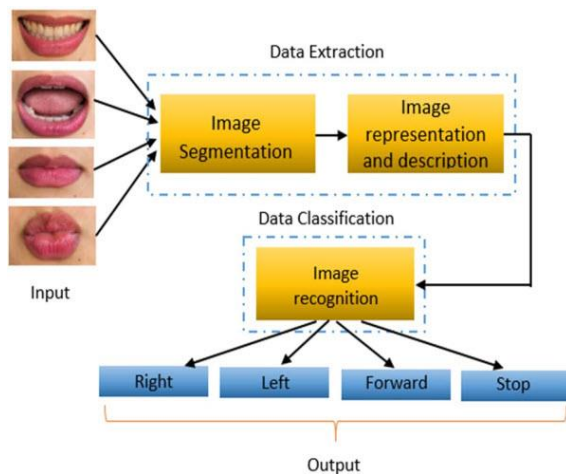 Data Extraction
Image
Segmentation
Image
representation
and description
Input
Data Classification
Image
recognition
Right
Left
Forward
Stop
Output